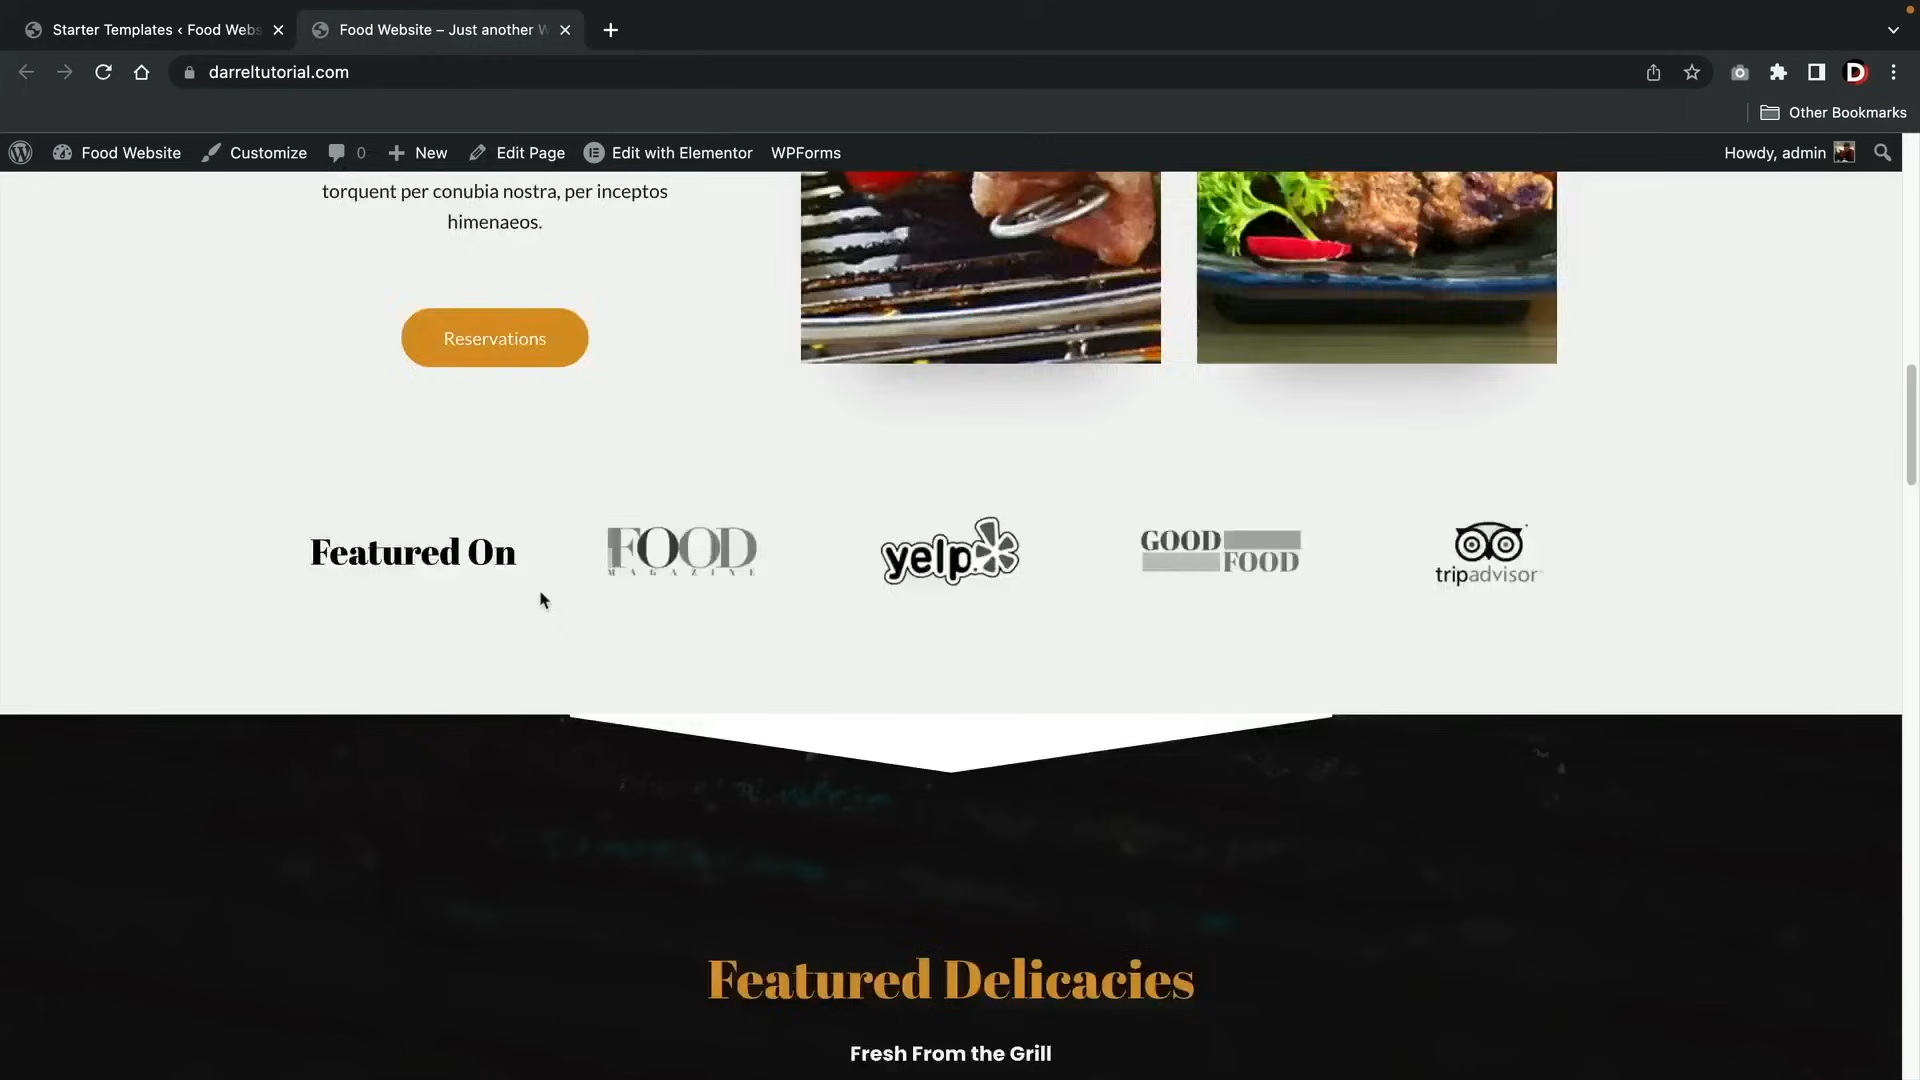 Starter Templates ‹ Food Webs
Food Website – Just another W
darreltutorial.com
Other Bookmarks
Food Website
Customize
0
New
Edit Page
Edit with Elementor
WPForms
Howdy, admin
torquent per conubia nostra, per inceptos
himenaeos.
Reservations
Featured On
FOOD
MAGAZINE
yelp
GOOD
FOOD
tripadvisor
Featured Delicacies
Fresh From the Grill